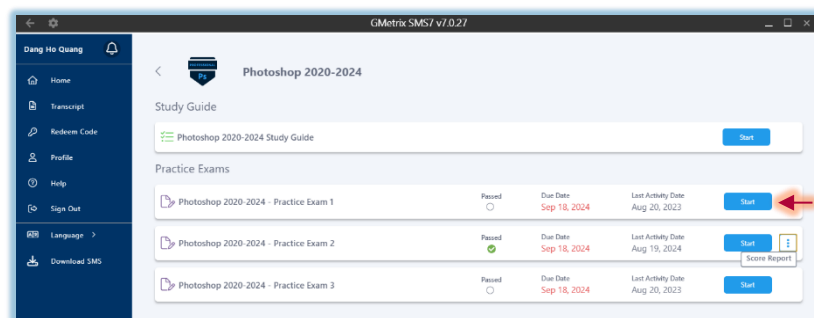 GMetrix SMS7 v7.0.27
Dang Ho Quang
Home
Transcript
Redeem Code
Profile
Help
Sign Out
Language >
Download SMS
Ps
Photoshop 2020-2024
Study Guide
Photoshop 2020-2024 Study Guide
Start
Practice Exams
Photoshop 2020-2024 - Practice Exam 1
Passed
Due Date
Sep 18, 2024
Last Activity Date
Aug 20, 2023
Start
Photoshop 2020-2024 - Practice Exam 2
Passed
Due Date
Sep 18, 2024
Last Activity Date
Aug 19, 2024
Start
Score Report
Photoshop 2020-2024 - Practice Exam 3
Passed
Due Date
Sep 18, 2024
Last Activity Date
Aug 20, 2023
Start